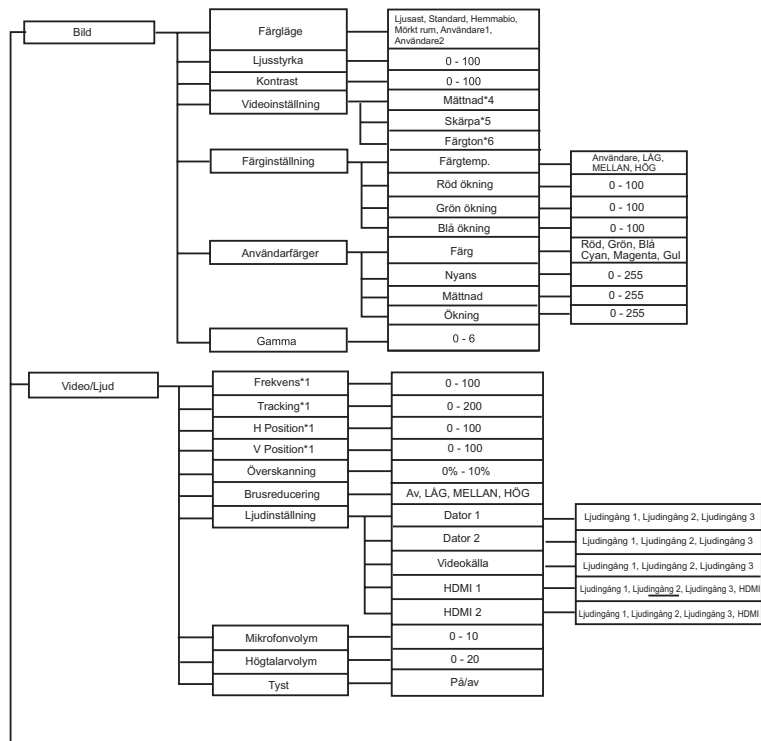 Bild
Färgläge
Ljusast, Standard, Hemmabio,
Mörkt rum, Användare1,
Användare2
Ljusstyrka
0 - 100
Kontrast
0 - 100
Videoinställning
Mättnad*4
Skärpa*5
Färgton*6
Färginställning
Färgtemp.
Användare, LÅG,
MELLAN, HÖG
Röd ökning
0 - 100
Grön ökning
0 - 100
Blå ökning
0 - 100
Användarfärger
Färg
Röd, Grön, Blå
Cyan, Magenta, Gul
Nyans
0 - 255
Mättnad
0 - 255
Ökning
0 - 255
Gamma
0 - 6
Video/Ljud
Frekvens*1
0 - 100
Tracking*1
0 - 200
H Position*1
0 - 100
V Position*1
0 - 100
Överskanning
0% - 10%
Brusreducering
Av, LÅG, MELLAN, HÖG
Ljudinställning
Dator 1
Ljudingång 1, Ljudingång 2, Ljudingång 3
Dator 2
Ljudingång 1, Ljudingång 2, Ljudingång 3
Videokälla
Ljudingång 1, Ljudingång 2, Ljudingång 3
HDMI 1
Ljudingång 1, Ljudingång 2, Ljudingång 3, HDMI
HDMI 2
Ljudingång 1, Ljudingång 2, Ljudingång 3, HDMI
Mikrofonvolym
0 - 10
Högtalarvolym
0 - 20
Tyst
På/av